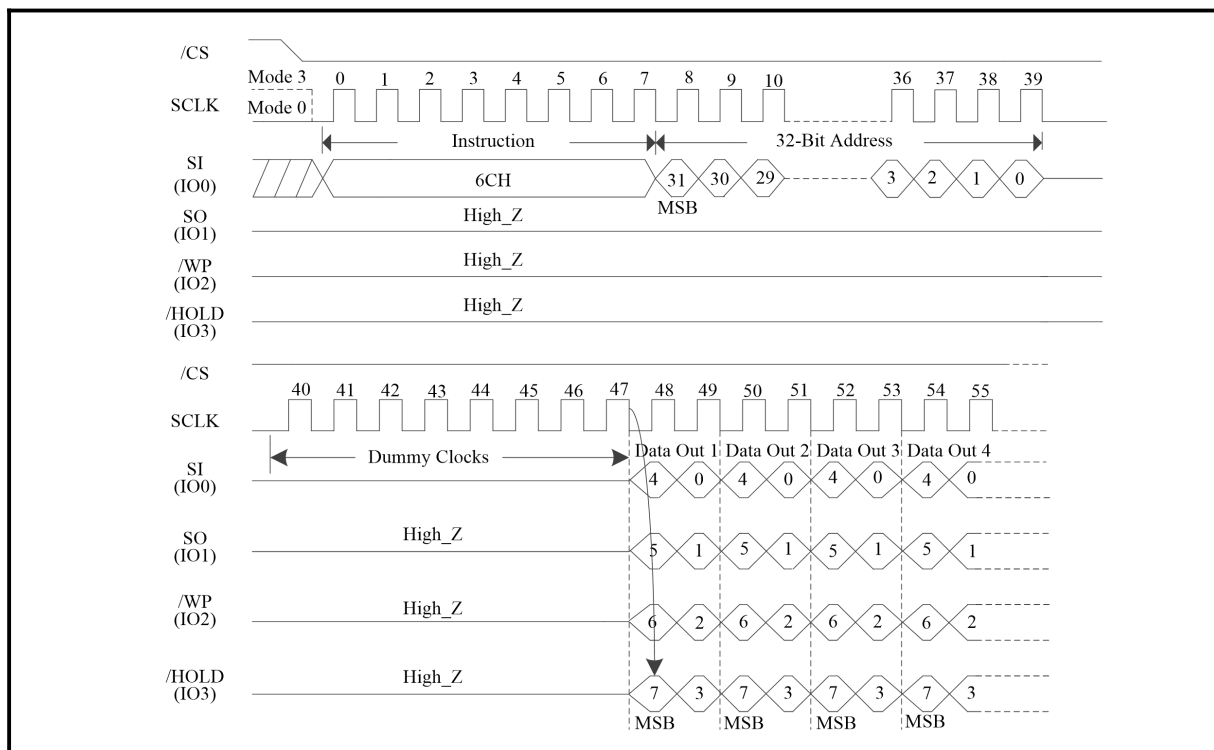 /CS
Mode 3
0 1 2 3 4 5 6 7 8 9 10 36 37 38 39
SCLK
Mode 0
Instruction 32-Bit Address
SI
(IO0)
6CH 31 30 29 3 2 1 0
MSB
SO
(IO1)
High_Z
/WP
(IO2)
High_Z
/HOLD
(IO3)
High_Z
/CS
40 41 42 43 44 45 46 47 48 49 50 51 52 53 54 55
SCLK
Dummy Clocks Data Out 1 Data Out 2 Data Out 3 Data Out 4
SI
(IO0)
4 0 4 0 4 0 4 0
SO
(IO1)
High_Z 5 1 5 1 5 1 5 1
/WP
(IO2)
High_Z 6 2 6 2 6 2 6 2
/HOLD
(IO3)
High_Z 7 3 7 3 7 3 7 3
MSB MSB MSB MSB